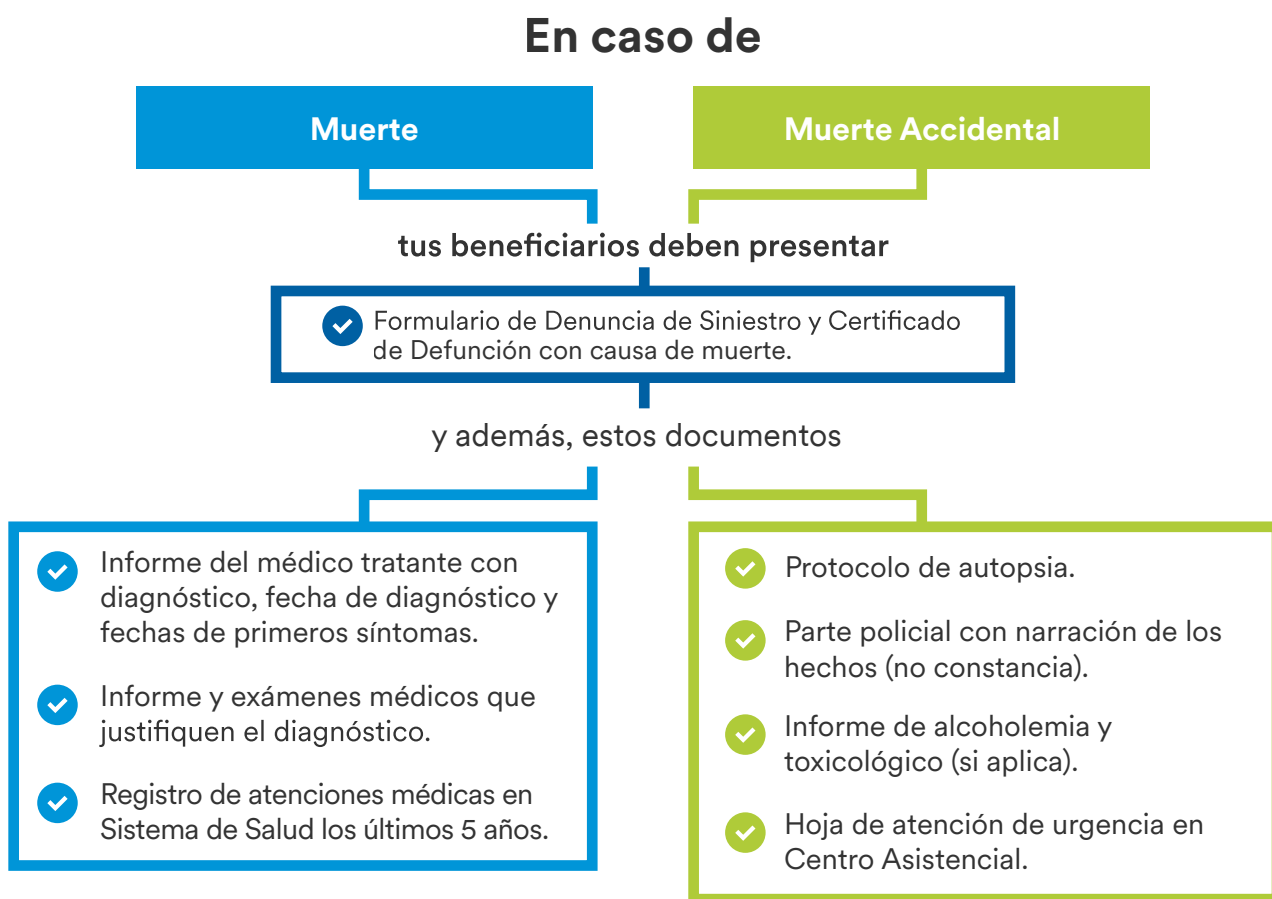 En caso de
Muerte
Muerte Accidental
tus beneficiarios deben presentar
Formulario de Denuncia de Siniestro y Certificado
de Defunción con causa de muerte.
y además, estos documentos
Informe del médico tratante con
diagnóstico, fecha de diagnóstico y
fechas de primeros síntomas.
Informe y exámenes médicos que
justifiquen el diagnóstico.
Registro de atenciones médicas en
Sistema de Salud los últimos 5 años.
Protocolo de autopsia.
Parte policial con narración de los
hechos (no constancia).
Informe de alcoholemia y
toxicológico (si aplica).
Hoja de atención de urgencia en
Centro Asistencial.